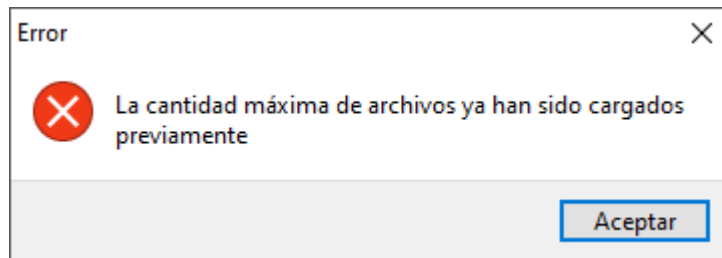 Error
La cantidad máxima de archivos ya han sido cargados
previamente
Aceptar